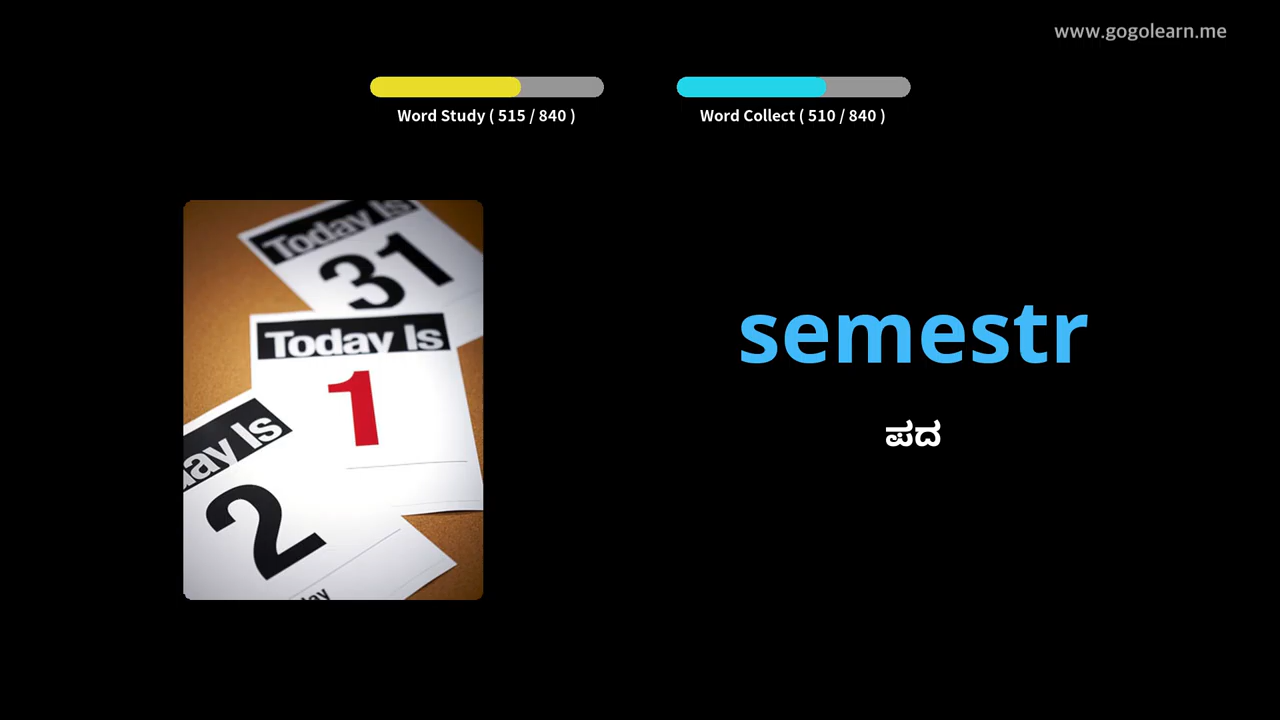 www.gogolearn.me
Word Study ( 515 / 840 )
Word Collect ( 510 / 840 )
Today Is
31
Today Is
1
ay Is
2
semestr
ಪದ